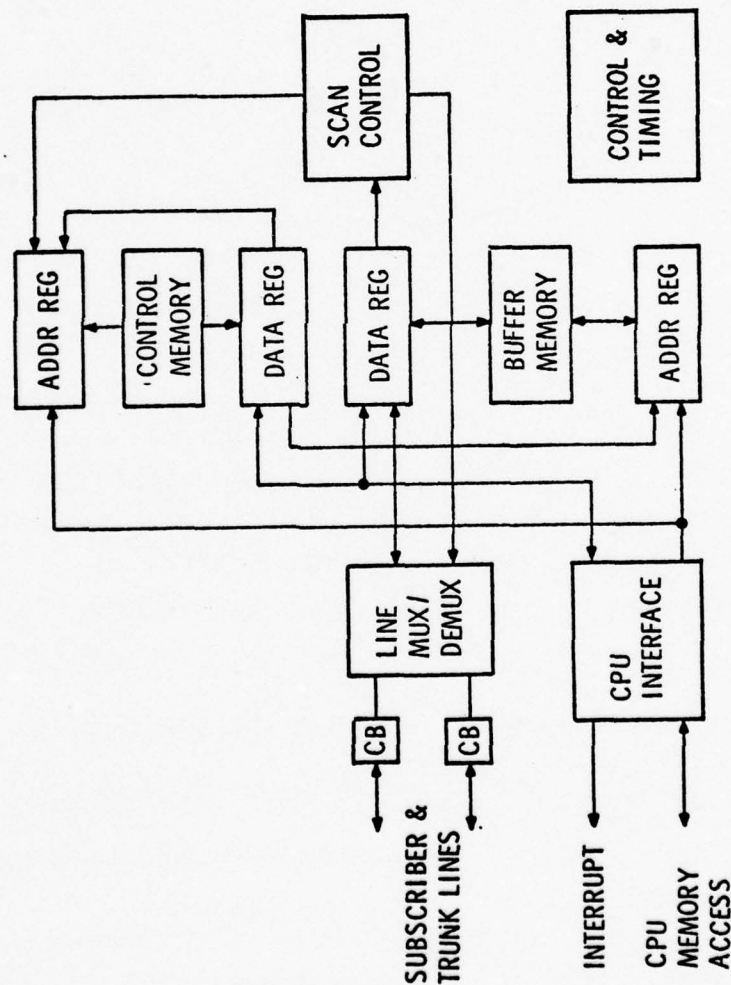 ADDR REG
'CONTROL
MEMORY
DATA REG
DATA REG
BUFFER
MEMORY
ADDR REG
SCAN
CONTROL
CONTROL &
TIMING
LINE
MUX/
DEMUX
CB
CB
SUBSCRIBER &
TRUNK LINES
CPU
INTERFACE
INTERRUPT
CPU
MEMORY
ACCESS